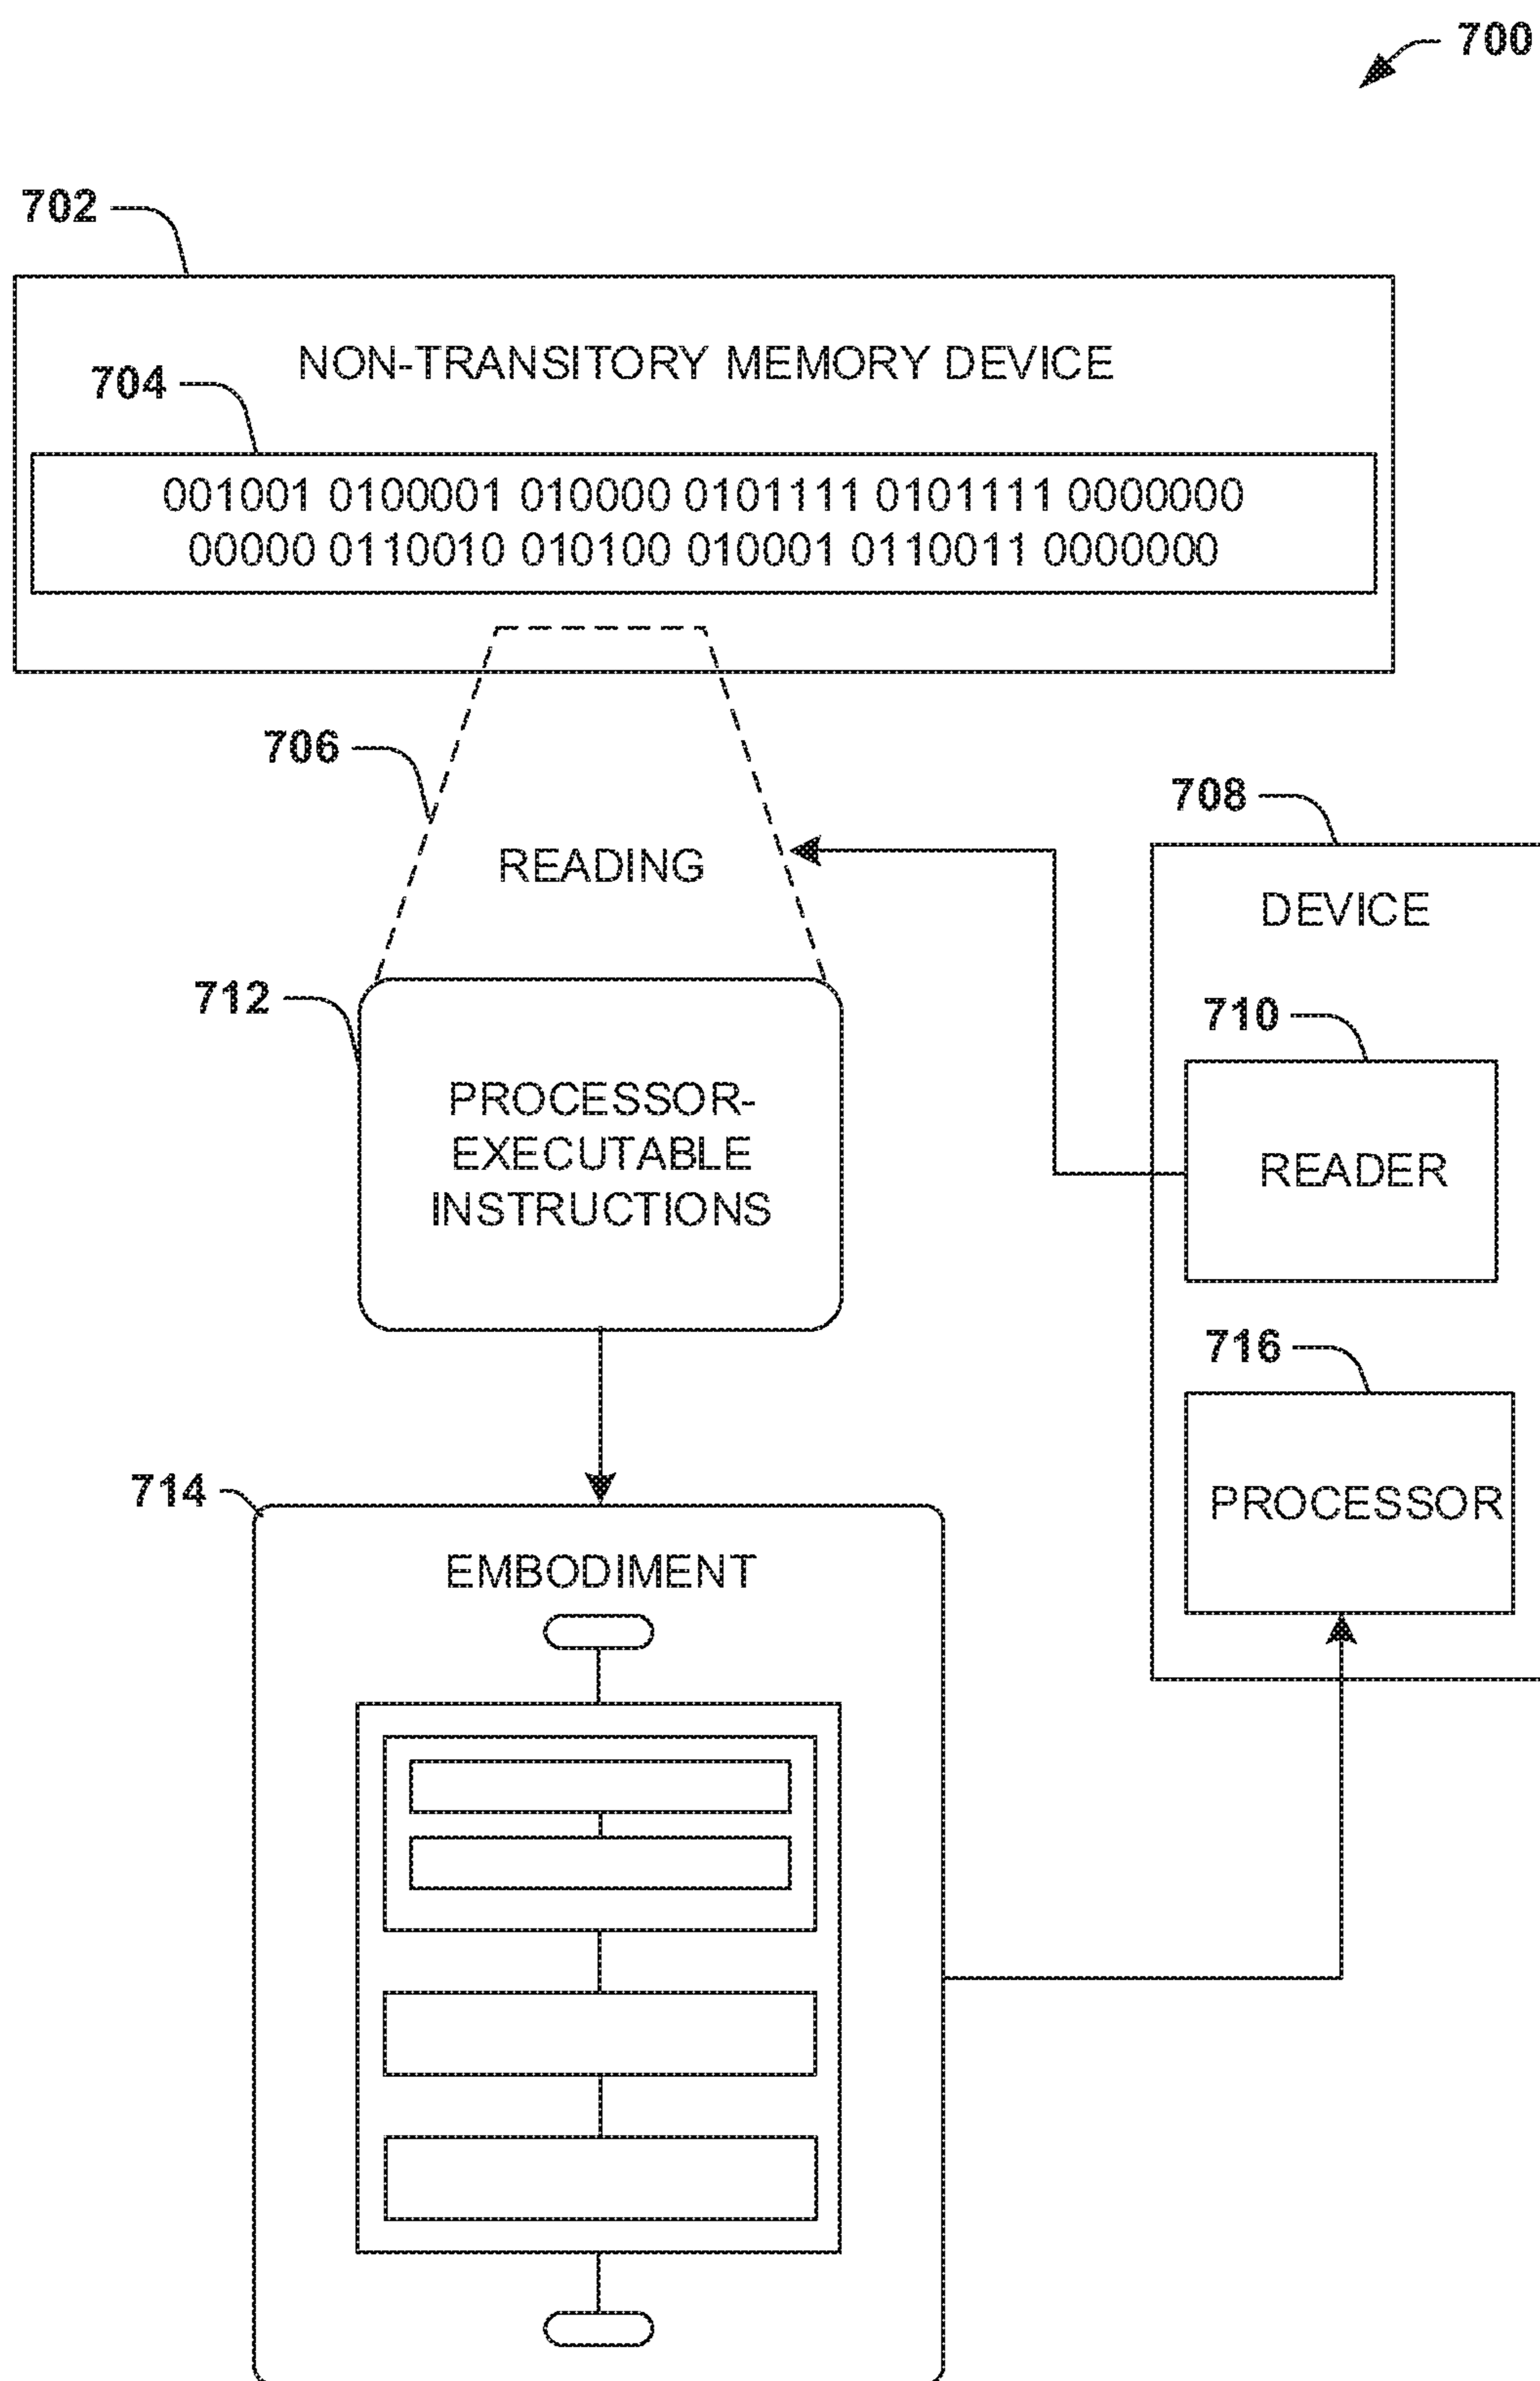 700
702
NON-TRANSITORY MEMORY DEVICE
704
001001 0100001 010000 0101111 0101111 0000000
00000 0110010 010100 010001 0110011 0000000
706
READING
708
DEVICE
710
READER
712
PROCESSOR-
EXECUTABLE
INSTRUCTIONS
716
PROCESSOR
714
EMBODIMENT